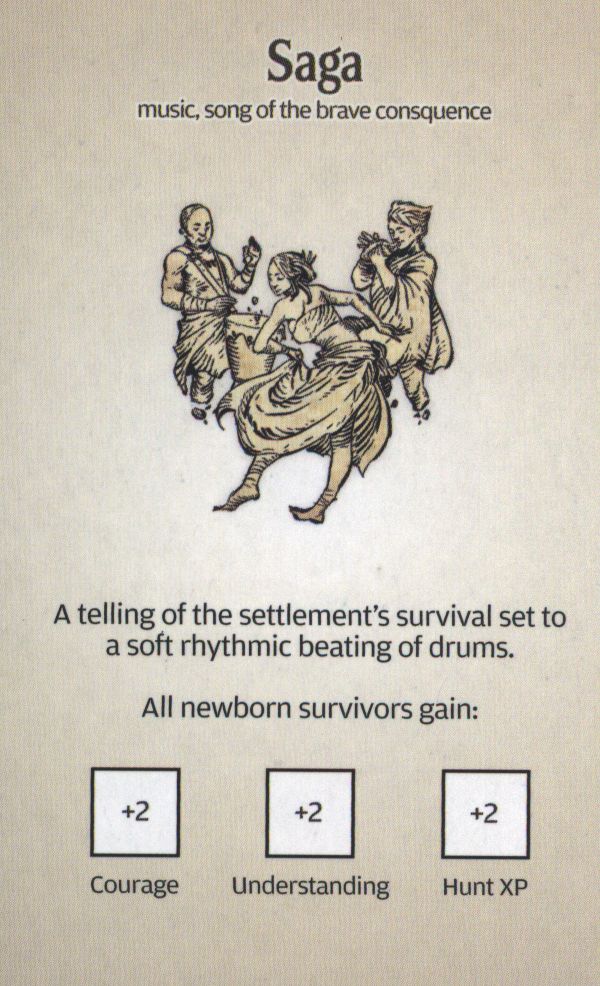 Saga
music, song of the brave consquence
A telling of the settlement's survival set to
a soft rhythmic beating of drums.
All newborn survivors gain:
+2 +2 +2
Courage Understanding Hunt XP